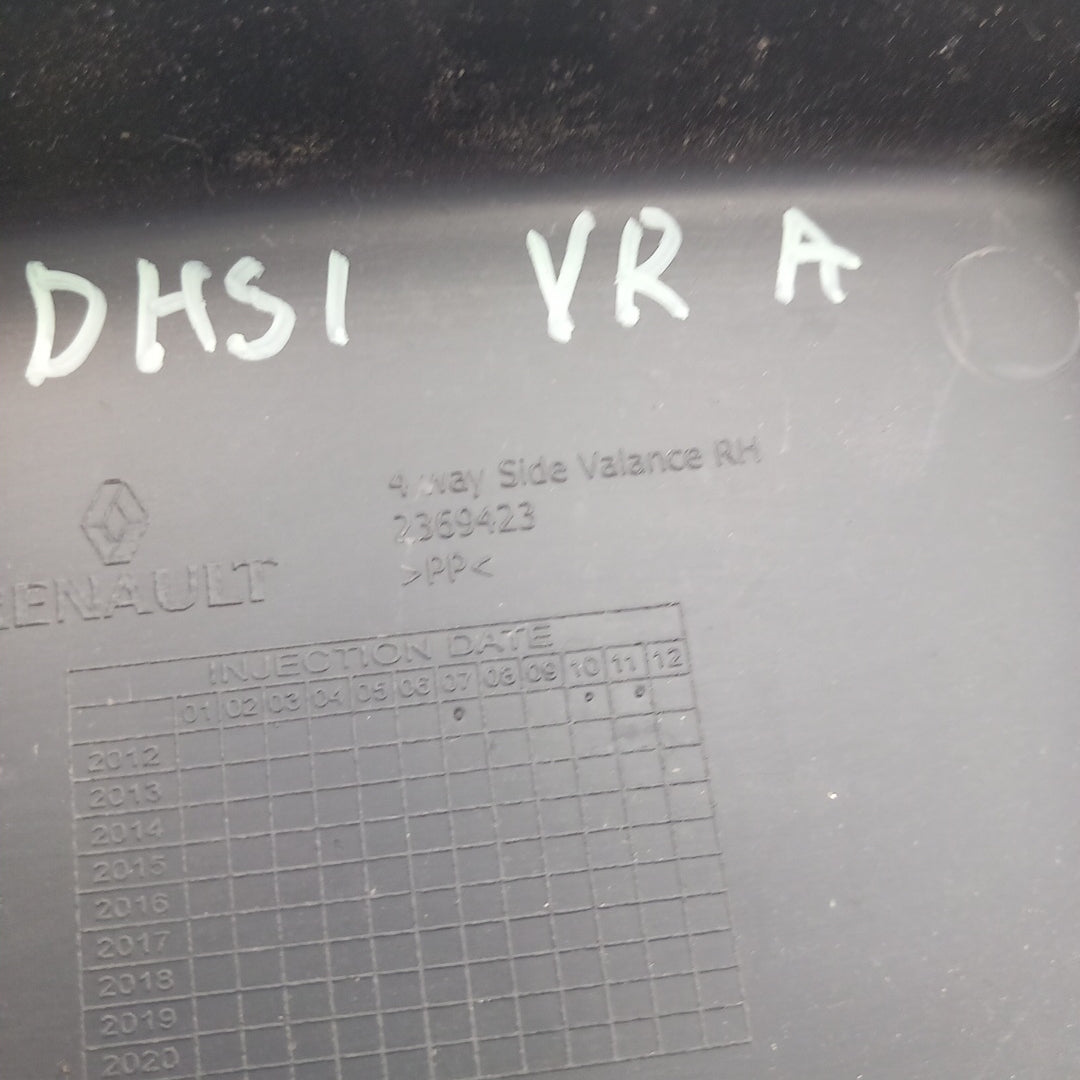 DHS1 VR A
4 way Side Valance RH
2369423
>PP<
RENAULT
INJECTION DATE
01 02 03 04 05 06 07 08 09 10 11 12
2012
2013
2014
2015
2016
2017
2018
2019
2020